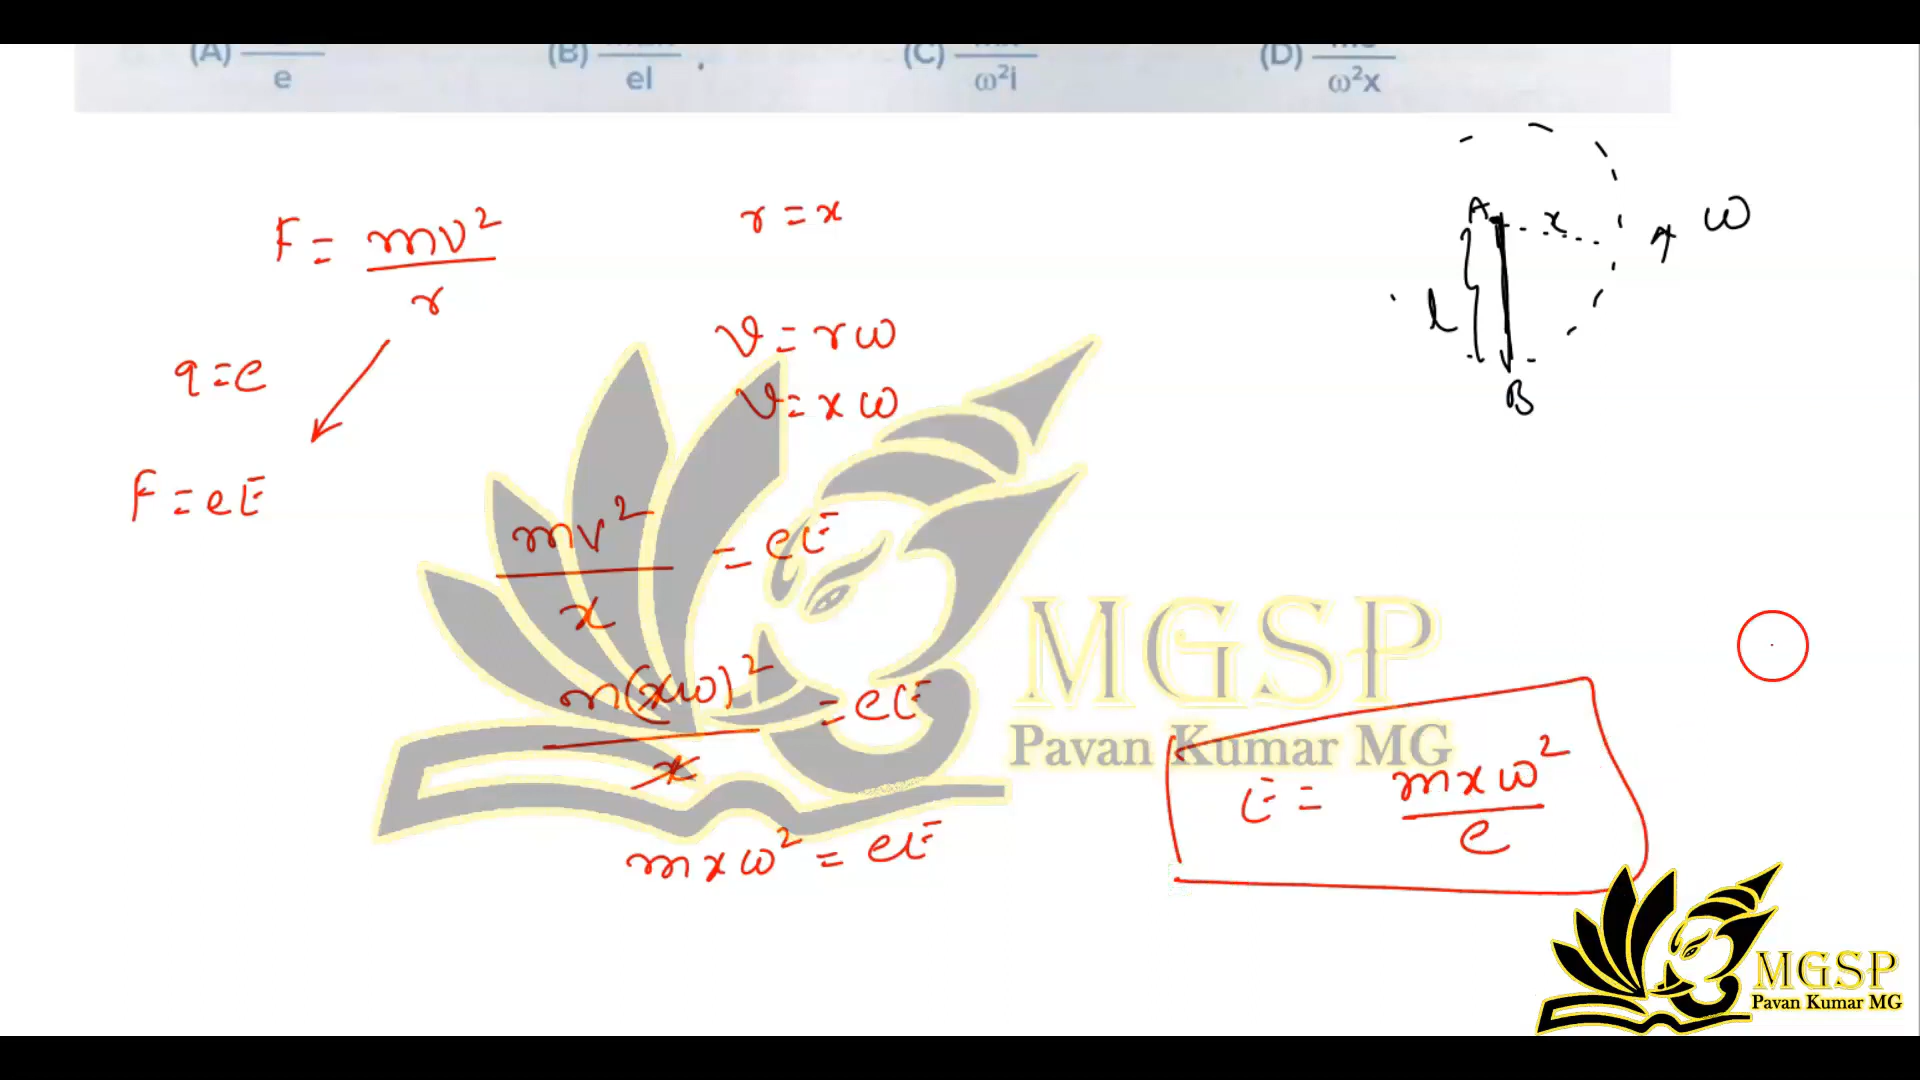 (A) —— e (B) —— el . (C) —— ω²i (D) —— ω²x
F = mv²/r
r = x
q = e
v = rω
v = xω
F = eE
mv²/x = eE
m(xω)²/x = eE
mxω² = eE
E = mxω²/e
A x ω
l
B
MGSP
Pavan Kumar MG
MGSP
Pavan Kumar MG